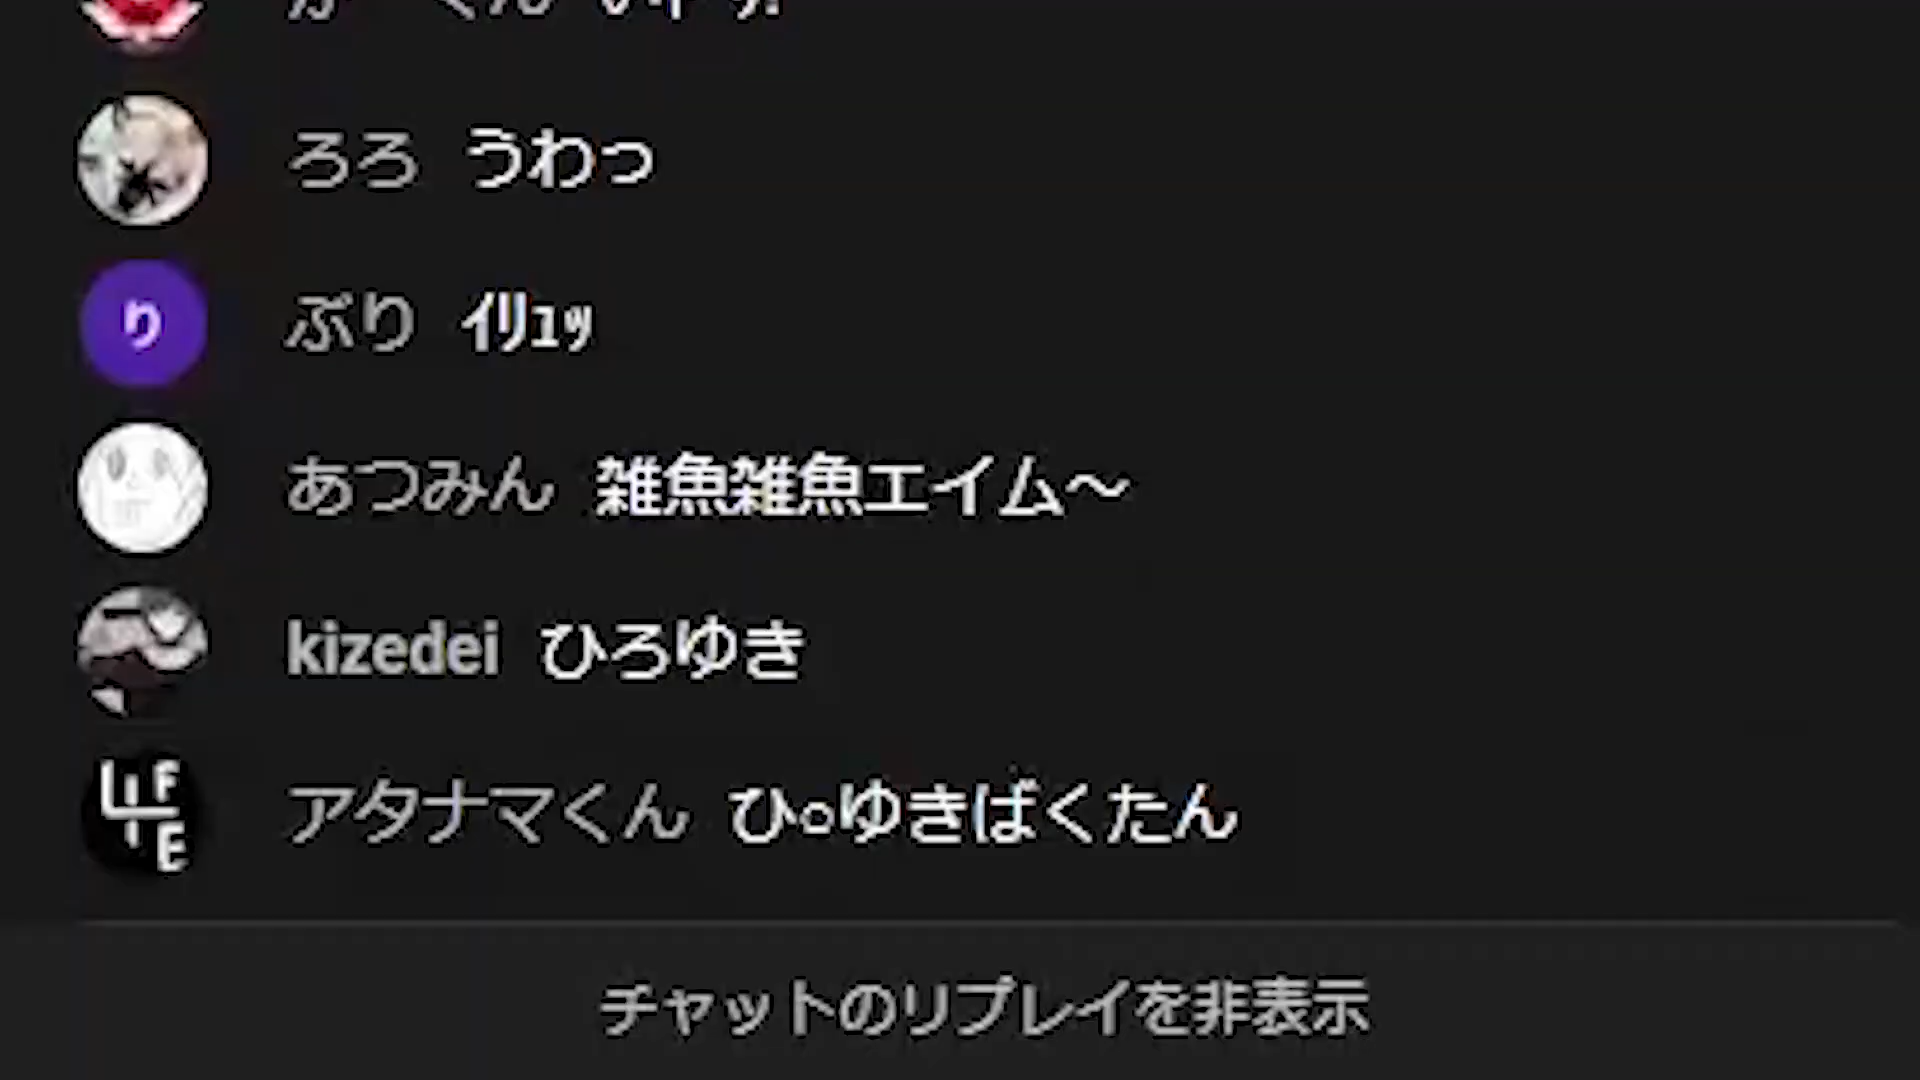 ろろ うわっ
り ぶり ｲﾘｭｯ
あつみん 雑魚雑魚エイム～
kizedei ひろゆき
LIFE アタナマくん ひ○ゆきばくたん
チャットのリプレイを非表示